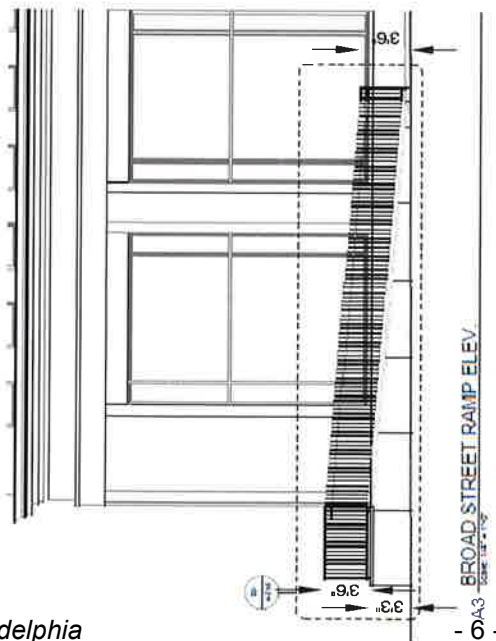 3'6"
BROAD STREET RAMP ELEV.
A3
3'6"
3'3"
delphia
- 6 -